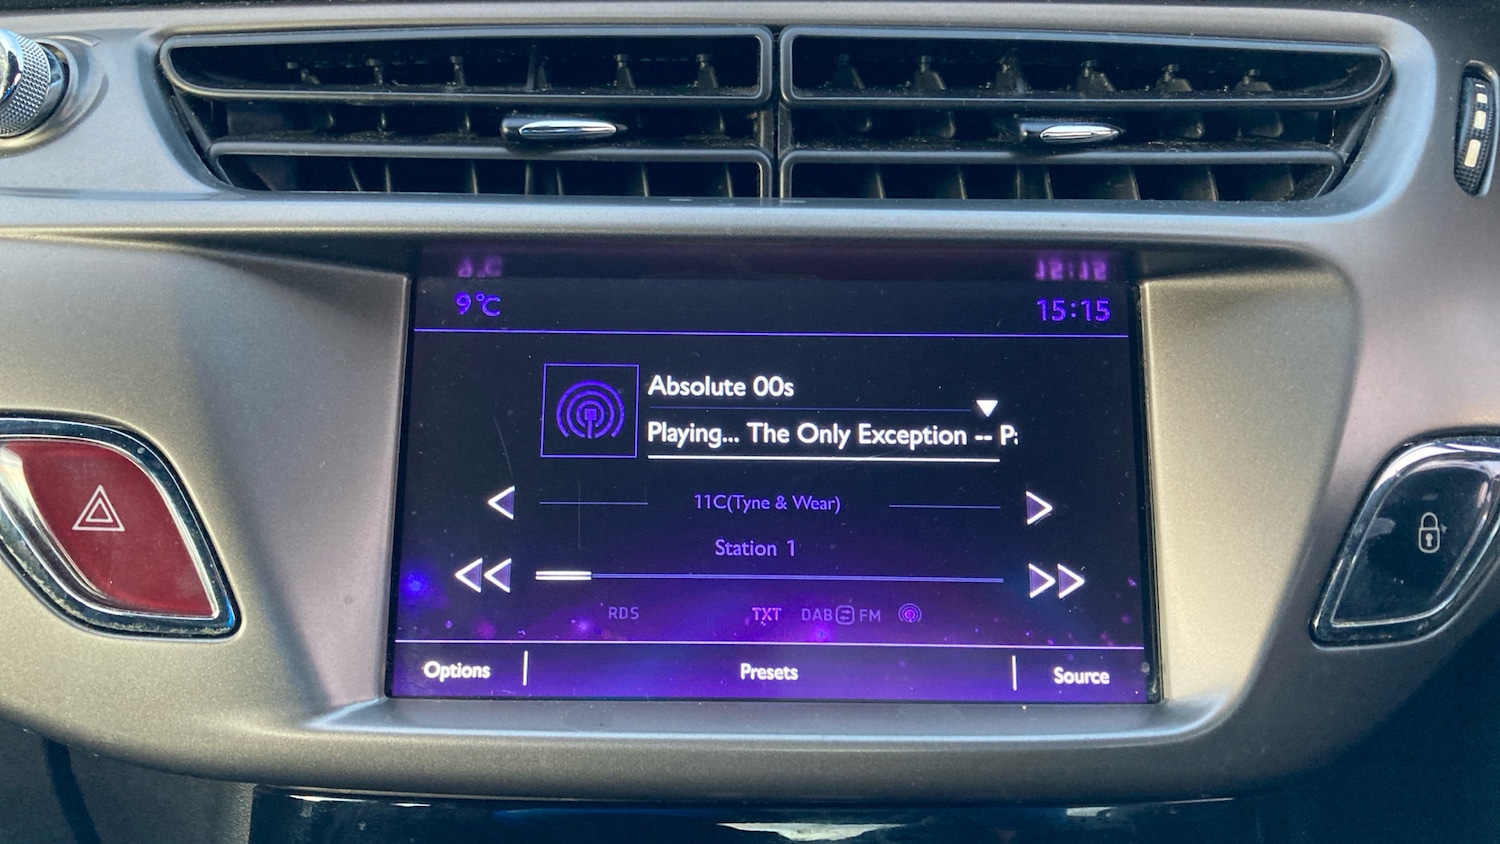 9°C
15:15
Absolute 00s
Playing... The Only Exception -- P
11C(Tyne & Wear)
Station 1
RDS TXT DAB FM
Options Presets Source